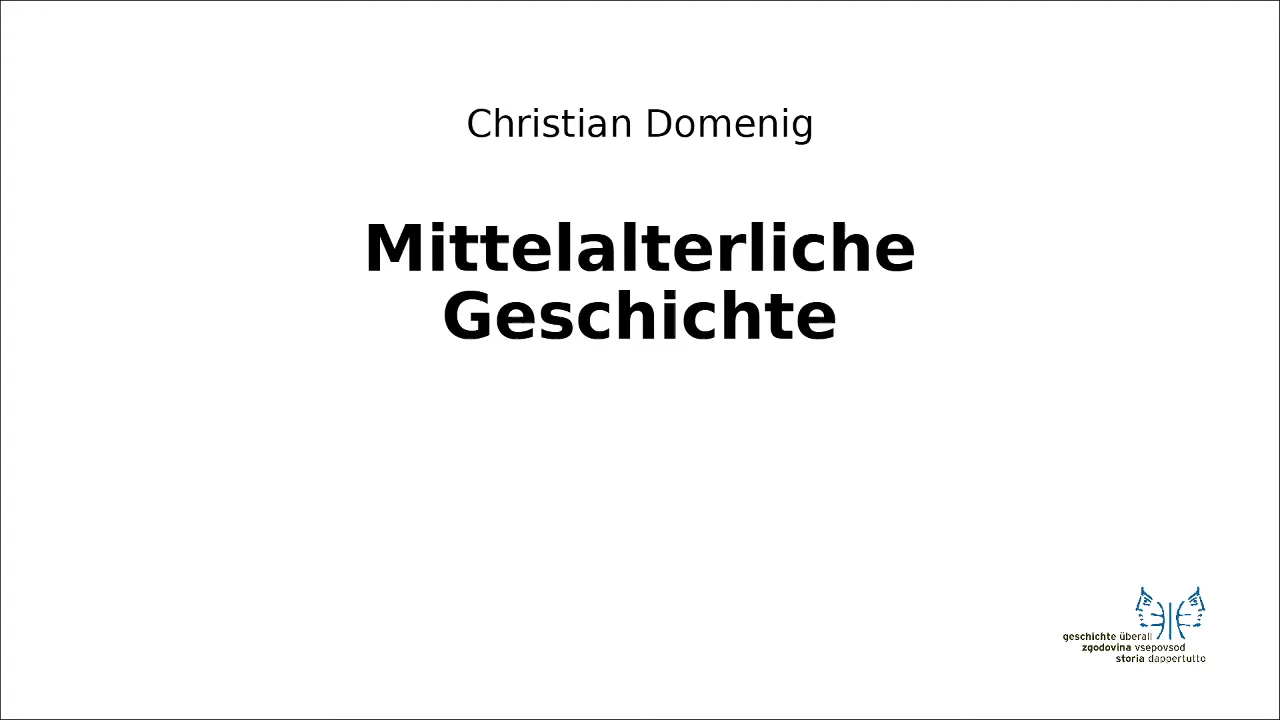 Christian Domenig
Mittelalterliche
Geschichte
geschichte überall
zgodovina vsepovsod
storia dappertutto